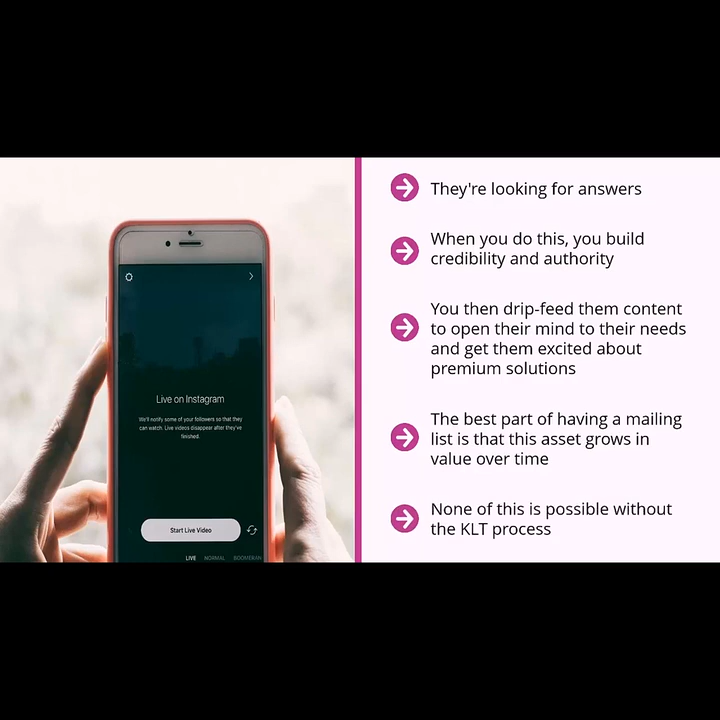 Live on Instagram
We'll notify some of your followers so that they
can watch. Live videos disappear after they've
finished.
Start Live Video
LIVE NORMAL BOOMERAN
They're looking for answers
When you do this, you build
credibility and authority
You then drip-feed them content
to open their mind to their needs
and get them excited about
premium solutions
The best part of having a mailing
list is that this asset grows in
value over time
None of this is possible without
the KLT process